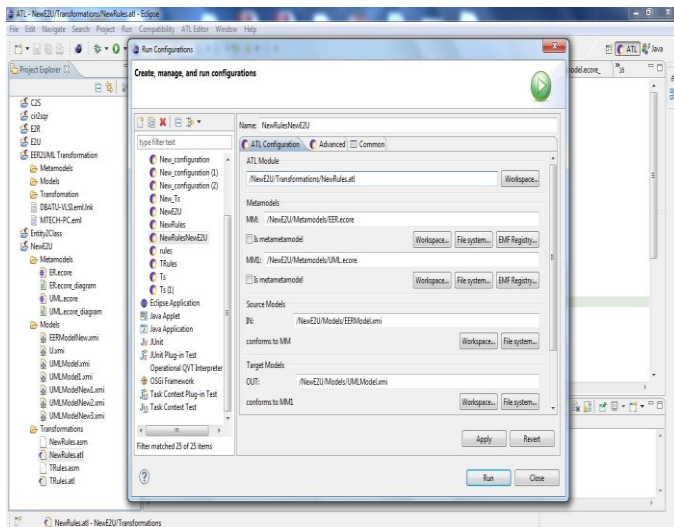 ATL - NewE2U/Transformations/NewRules.atl - Eclipse
File Edit Navigate Search Project Run Compatibility ATL Editor Window Help
ATL Java
Project Explorer
C2S
cir2sqr
E2R
E2U
EER2UML Transformation
Metamodels
Models
Transfomation
DBATU-VLSI.eml.lnk
MTECH-PC.eml
Entity2Class
NewE2U
Metamodels
ER.ecore
ER.ecore_diagram
UML.ecore
UML.ecore_diagram
Models
EERModelNew.xmi
U.xmi
UMLModel.xmi
UMLModel1.xmi
UMLModelNew1.xmi
UMLModelNew2.xmi
UMLModelNew3.xmi
Transformations
NewRules.asm
NewRules.atl
TRules.asm
TRules.atl
Run Configurations
Create, manage, and run configurations
type filter text
New_configuration
New_configuration (1)
New_configuration (2)
New_Ts
NewE2U
NewRules
NewRulesNewE2U
rules
TRules
Ts
Ts (1)
Eclipse Application
Java Applet
Java Application
JUnit
JUnit Plug-in Test
Operational QVT Interpreter
OSGi Framework
Task Context Plug-in Test
Task Context Test
Filter matched 25 of 25 items
Name: NewRulesNewE2U
ATL Configuration Advanced Common
ATL Module
/NewE2U/Transformations/NewRules.atl Workspace...
Metamodels
MM: /NewE2U/Metamodels/EER.ecore
Is metametamodel Workspace... File system... EMF Registry...
MM1: /NewE2U/Metamodels/UML.ecore
Is metametamodel Workspace... File system... EMF Registry...
Source Models
IN: /NewE2U/Models/EERModel.xmi
conforms to MM Workspace... File system...
Target Models
OUT: /NewE2U/Models/UMLModel.xmi
conforms to MM1 Workspace... File system...
Apply Revert
Run Close
odel.ecore_
NewRules.atl - NewE2U/Transformations